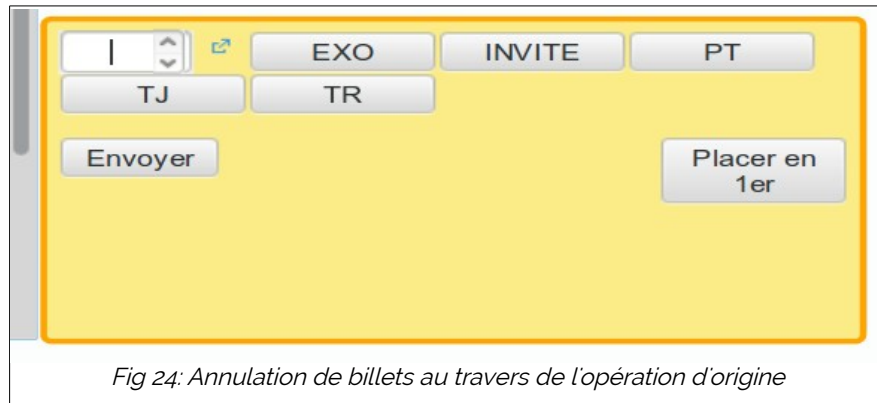 EXO INVITE PT
TJ TR
Envoyer
Placer en
1er
Fig 24: Annulation de billets au travers de l'opération d'origine